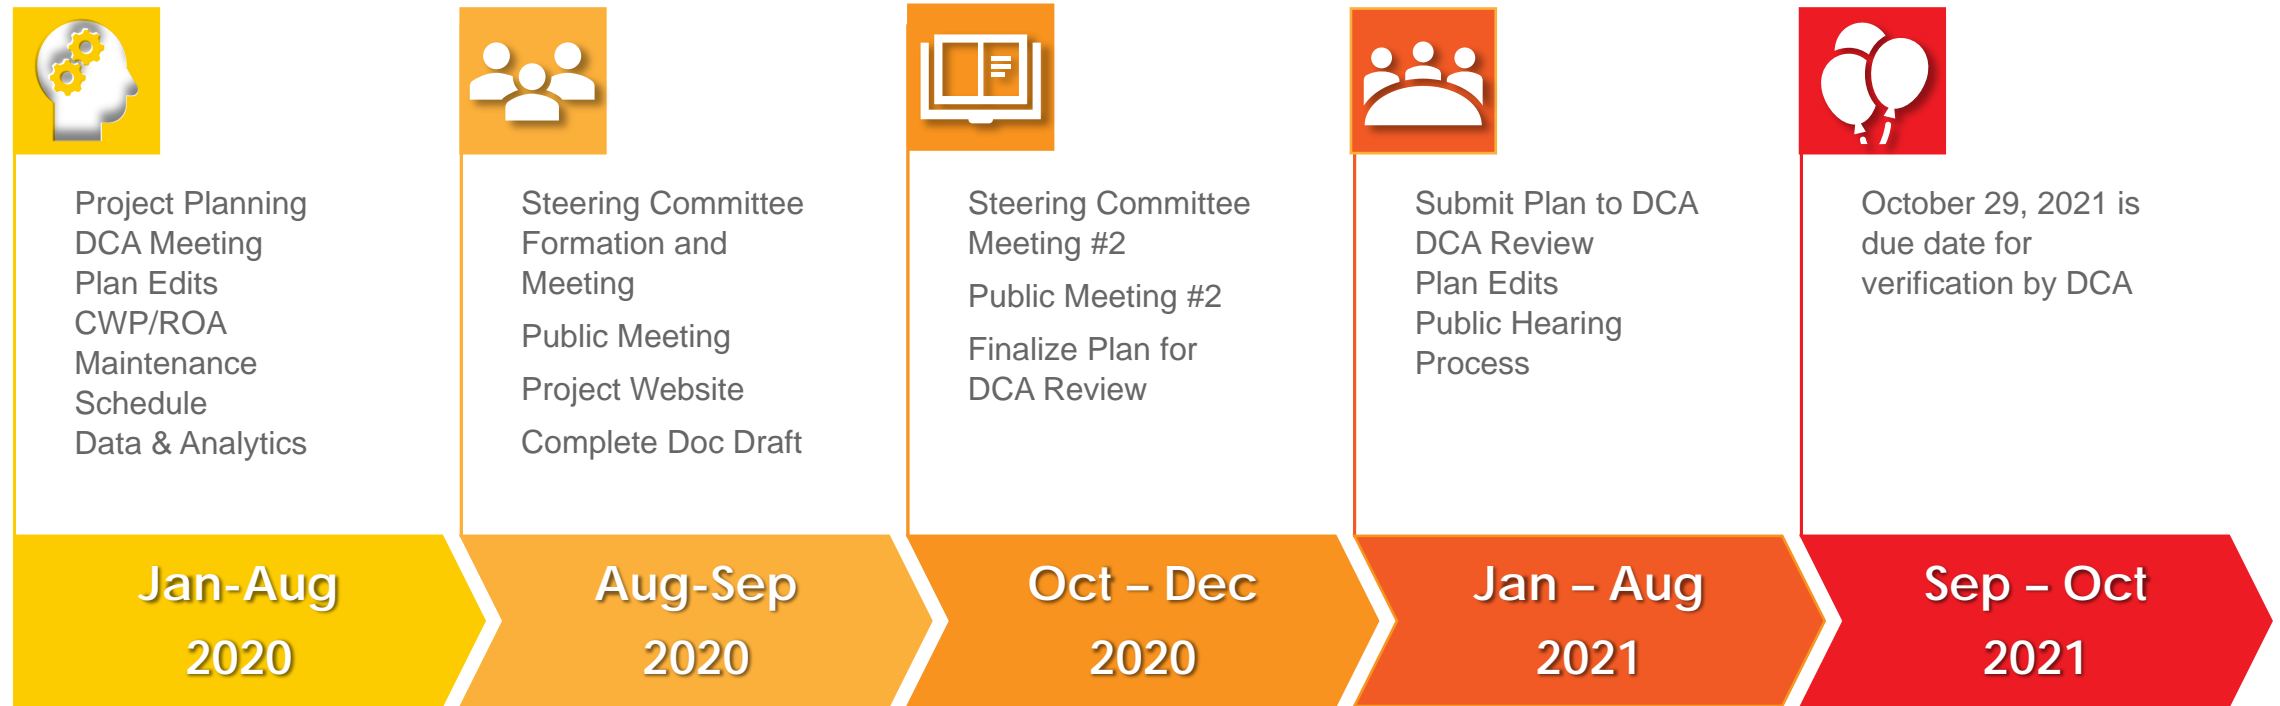 Project Planning
DCA Meeting
Plan Edits
CWP/ROA
Maintenance
Schedule
Data & Analytics
Jan-Aug
2020
Steering Committee
Formation and
Meeting
Public Meeting
Project Website
Complete Doc Draft
Aug-Sep
2020
Steering Committee
Meeting #2
Public Meeting #2
Finalize Plan for
DCA Review
Oct – Dec
2020
Submit Plan to DCA
DCA Review
Plan Edits
Public Hearing
Process
Jan – Aug
2021
October 29, 2021 is
due date for
verification by DCA
Sep – Oct
2021